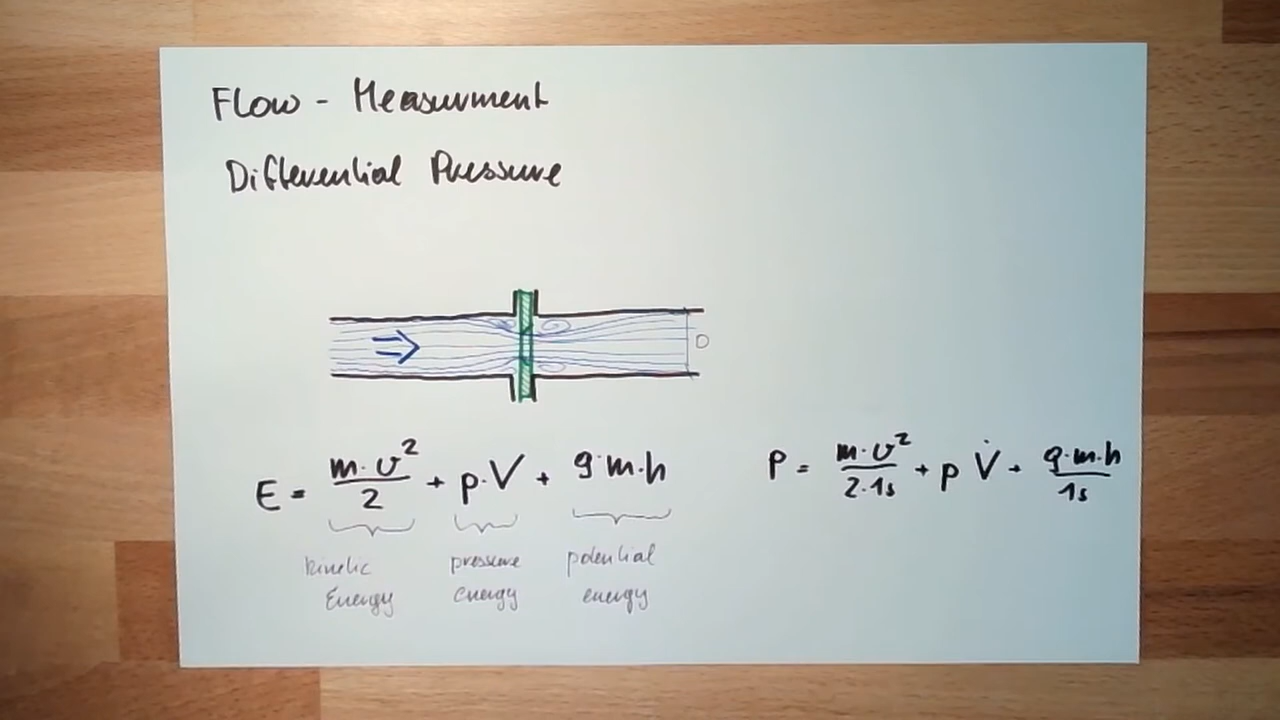 Flow - Measurment
Differential Pressure
D
E = m·v²/2 + p·V + g·m·h
P = m·v²/2·1s + p V̇ + g·m·h/1s
kinetic pressure potential
Energy energy energy